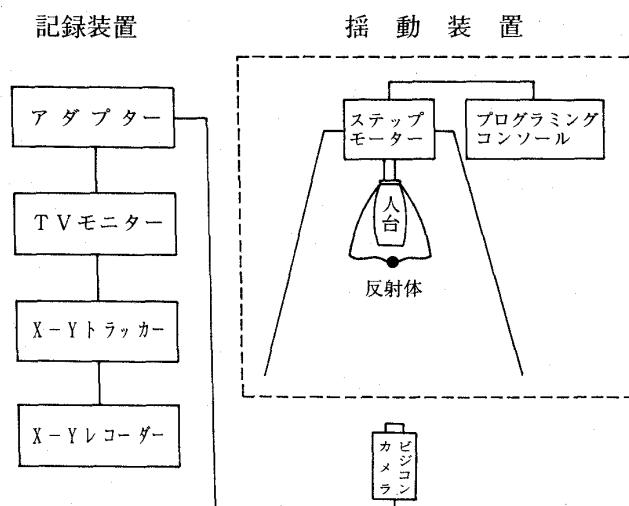 記録装置
揺動装置
アダプター
TVモニター
X－Yトラッカー
X－Yレコーダー
ステップ
モーター
プログラミング
コンソール
人台
反射体
ビジコン
カメラ